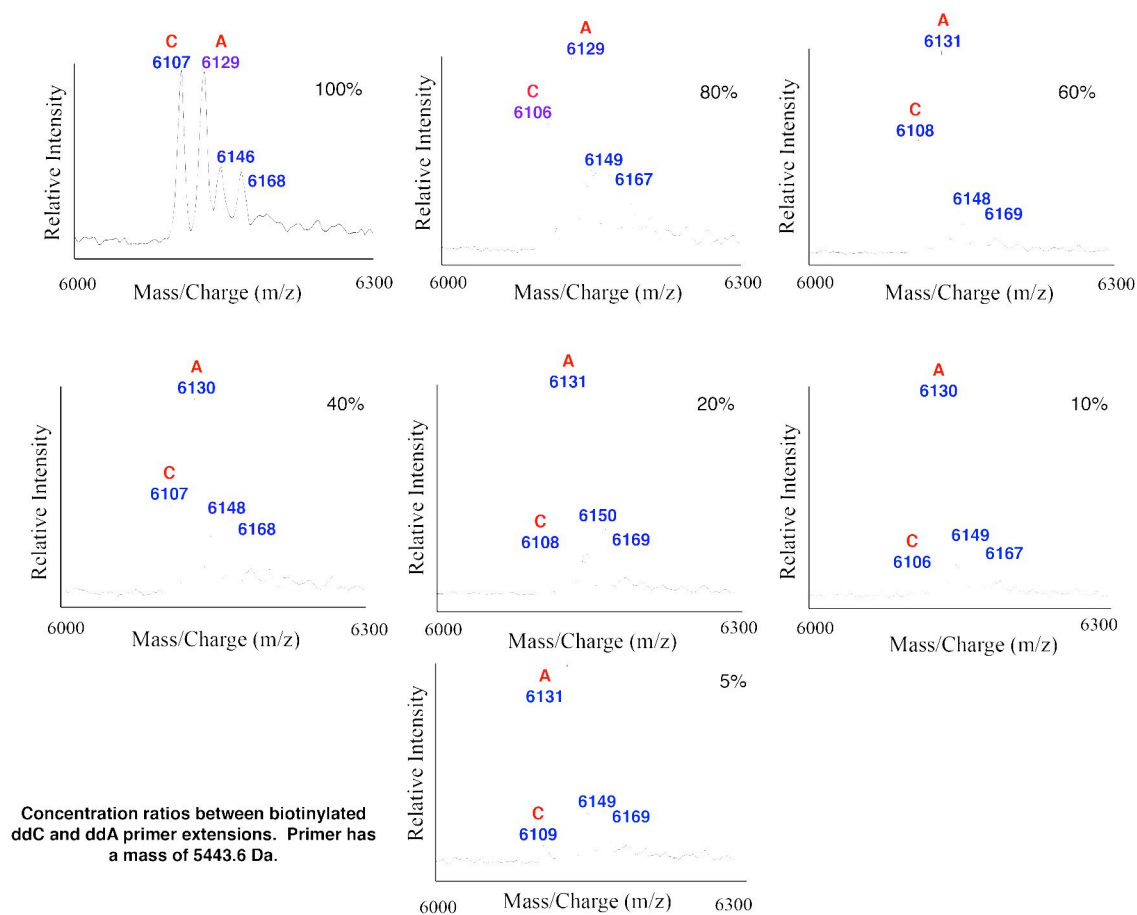 C A
6107 6129
100%
6146
6168
Relative Intensity
6000 6300
Mass/Charge (m/z)
A
6129
80%
C
6106
6149
6167
Relative Intensity
6000 6300
Mass/Charge (m/z)
A
6131
60%
C
6108
6148
6169
Relative Intensity
6000 6300
Mass/Charge (m/z)
A
6130
40%
C
6107
6148
6168
Relative Intensity
6000 6300
Mass/Charge (m/z)
A
6131
20%
C
6108
6150
6169
Relative Intensity
6000 6300
Mass/Charge (m/z)
A
6130
10%
C
6106
6149
6167
Relative Intensity
6000 6300
Mass/Charge (m/z)
A
6131
5%
C
6109
6149
6169
Relative Intensity
6000 6300
Mass/Charge (m/z)
Concentration ratios between biotinylated
ddC and ddA primer extensions. Primer has
a mass of 5443.6 Da.